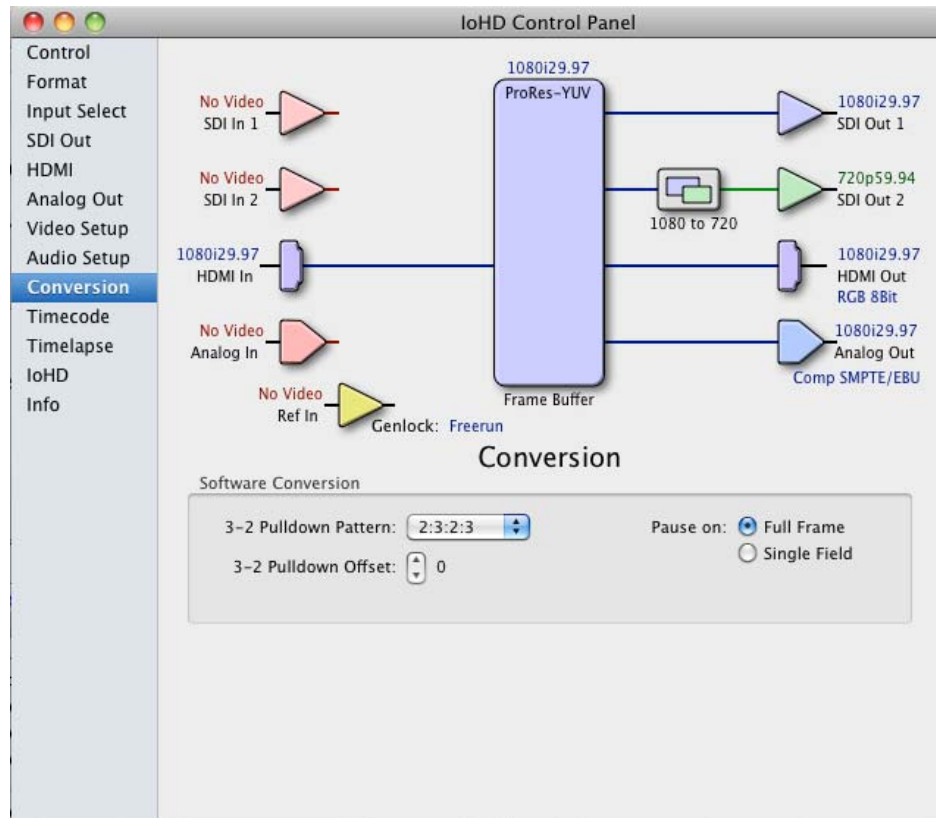 IoHD Control Panel
Control
Format
Input Select
SDI Out
HDMI
Analog Out
Video Setup
Audio Setup
Conversion
Timecode
Timelapse
IoHD
Info
1080i29.97
ProRes-YUV
Frame Buffer
No Video
SDI In 1
No Video
SDI In 2
1080i29.97
HDMI In
No Video
Analog In
No Video
Ref In
Genlock: Freerun
1080 to 720
1080i29.97
SDI Out 1
720p59.94
SDI Out 2
1080i29.97
HDMI Out
RGB 8Bit
1080i29.97
Analog Out
Comp SMPTE/EBU
Conversion
Software Conversion
3-2 Pulldown Pattern: 2:3:2:3
3-2 Pulldown Offset: 0
Pause on: Full Frame
Single Field